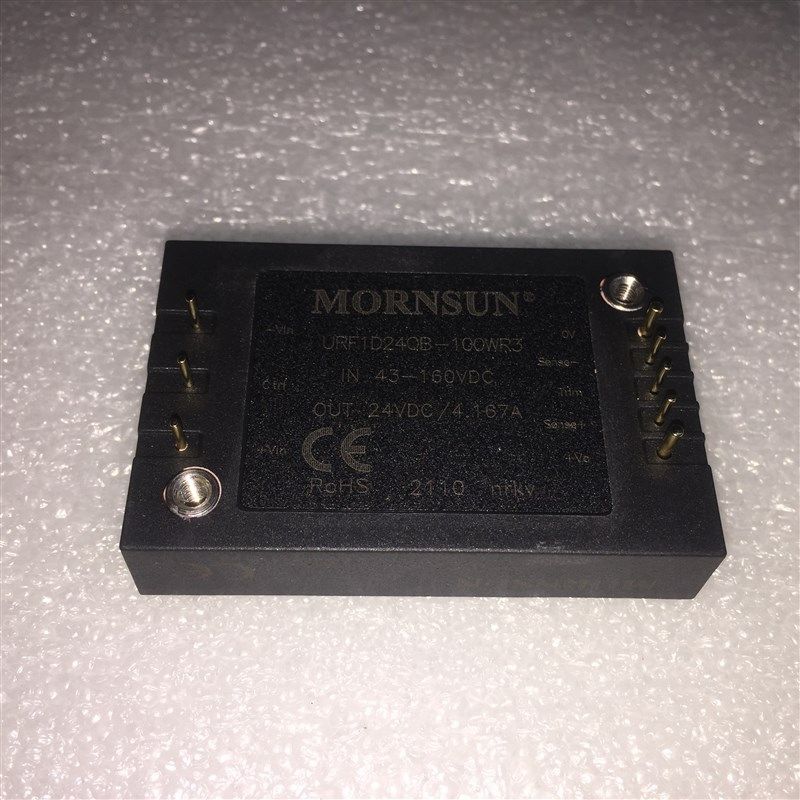 MORNSUN®
-Vin 0V
URF1D24QB-100WR3
Sense-
IN 43-160VDC
Cin Trim
OUT 24VDC/4.167A
Sense+
+Vin +Vo
CE
RoHS 2110